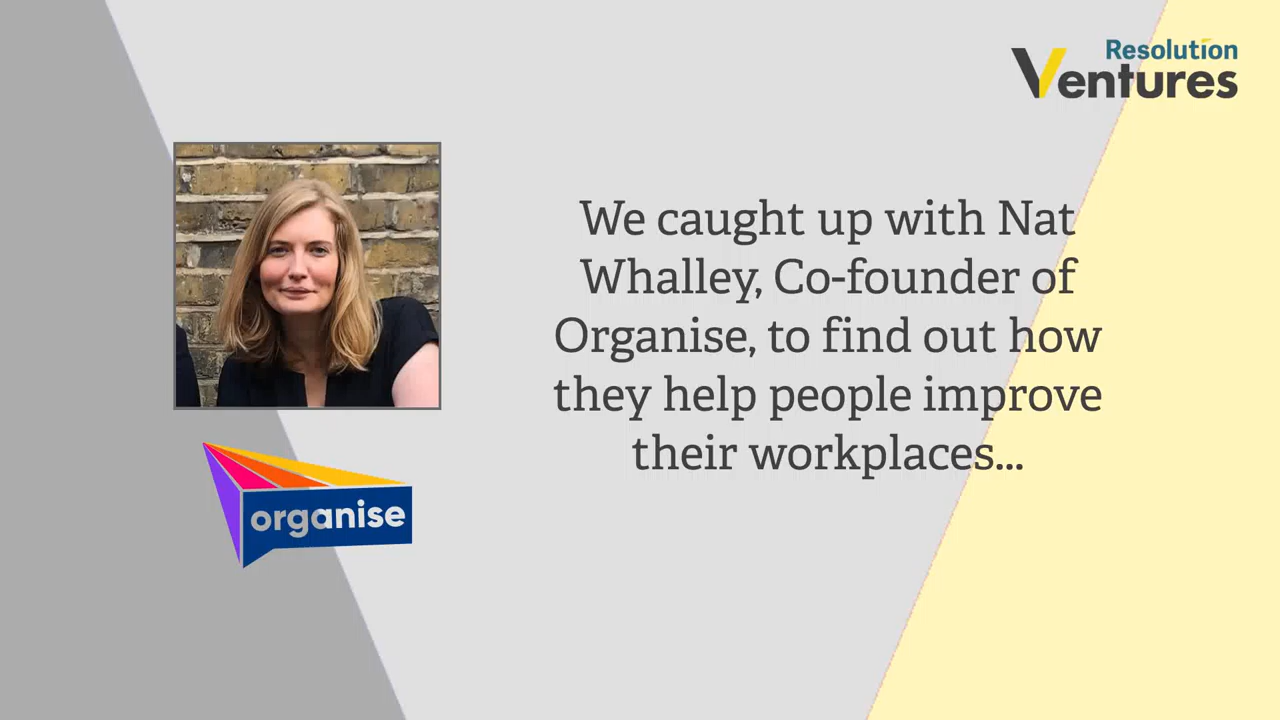 Resolution
Ventures
We caught up with Nat
Whalley, Co-founder of
Organise, to find out how
they help people improve
their workplaces...
organise